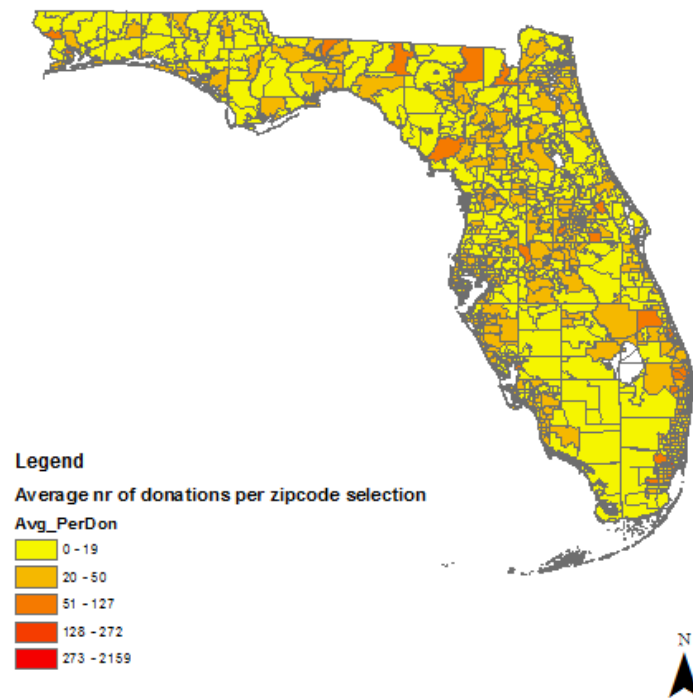 Legend
Average nr of donations per zipcode selection
Avg_PerDon
0 - 19
20 - 50
51 - 127
128 - 272
273 - 2159
N